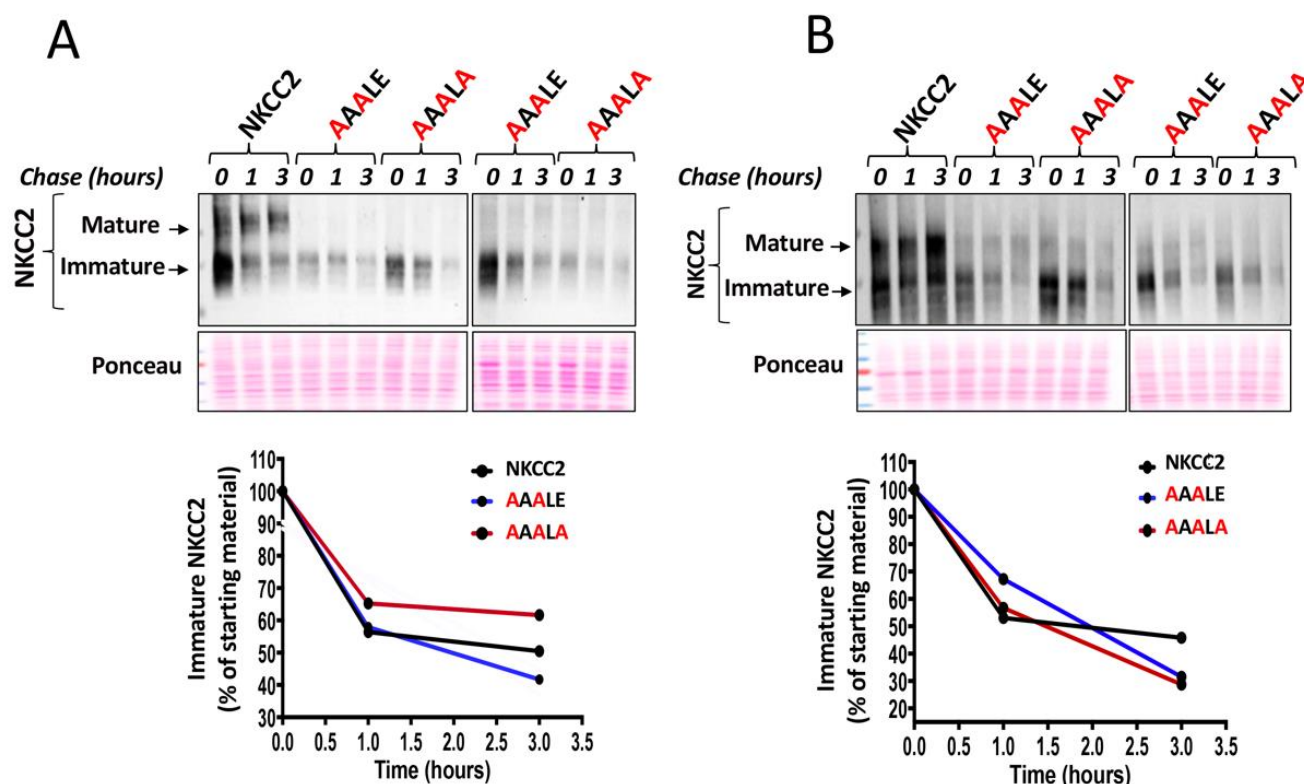 A
B
NKCC2 AAALE AAALA AAALE AAALA
NKCC2 AAALE AAALA AAALE AAALA
Chase (hours) 0 1 3 0 1 3 0 1 3 0 1 3 0 1 3
Chase (hours) 0 1 3 0 1 3 0 1 3 0 1 3 0 1 3
NKCC2
Mature
Immature
NKCC2
Mature
Immature
Ponceau
Ponceau
Immature NKCC2
(% of starting material)
110
100
90
80
70
60
50
40
30
0.0 0.5 1.0 1.5 2.0 2.5 3.0 3.5
Time (hours)
NKCC2
AAALE
AAALA
Immature NKCC2
(% of starting material)
110
100
90
80
70
60
50
40
30
20
0.0 0.5 1.0 1.5 2.0 2.5 3.0 3.5
Time (hours)
NKCC2
AAALE
AAALA